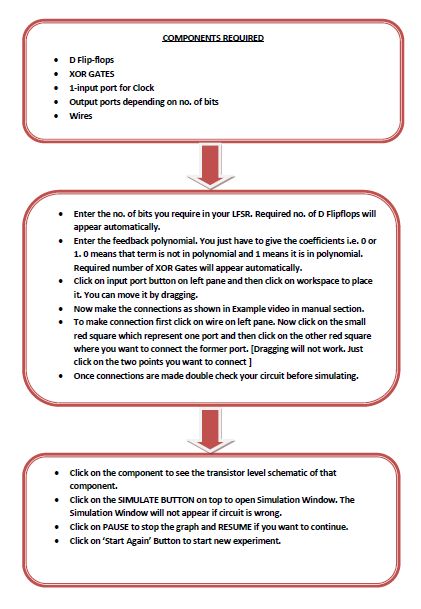 COMPONENTS REQUIRED
• D Flip-flops
• XOR GATES
• 1-input port for Clock
• Output ports depending on no. of bits
• Wires
• Enter the no. of bits you require in your LFSR. Required no. of D Flipflops will
appear automatically.
• Enter the feedback polynomial. You just have to give the coefficients i.e. 0 or
1. 0 means that term is not in polynomial and 1 means it is in polynomial.
Required number of XOR Gates will appear automatically.
• Click on input port button on left pane and then click on workspace to place
it. You can move it by dragging.
• Now make the connections as shown in Example video in manual section.
• To make connection first click on wire on left pane. Now click on the small
red square which represent one port and then click on the other red square
where you want to connect the former port. [Dragging will not work. Just
click on the two points you want to connect ]
• Once connections are made double check your circuit before simulating.
• Click on the component to see the transistor level schematic of that
component.
• Click on the SIMULATE BUTTON on top to open Simulation Window. The
Simulation Window will not appear if circuit is wrong.
• Click on PAUSE to stop the graph and RESUME if you want to continue.
• Click on ‘Start Again’ Button to start new experiment.